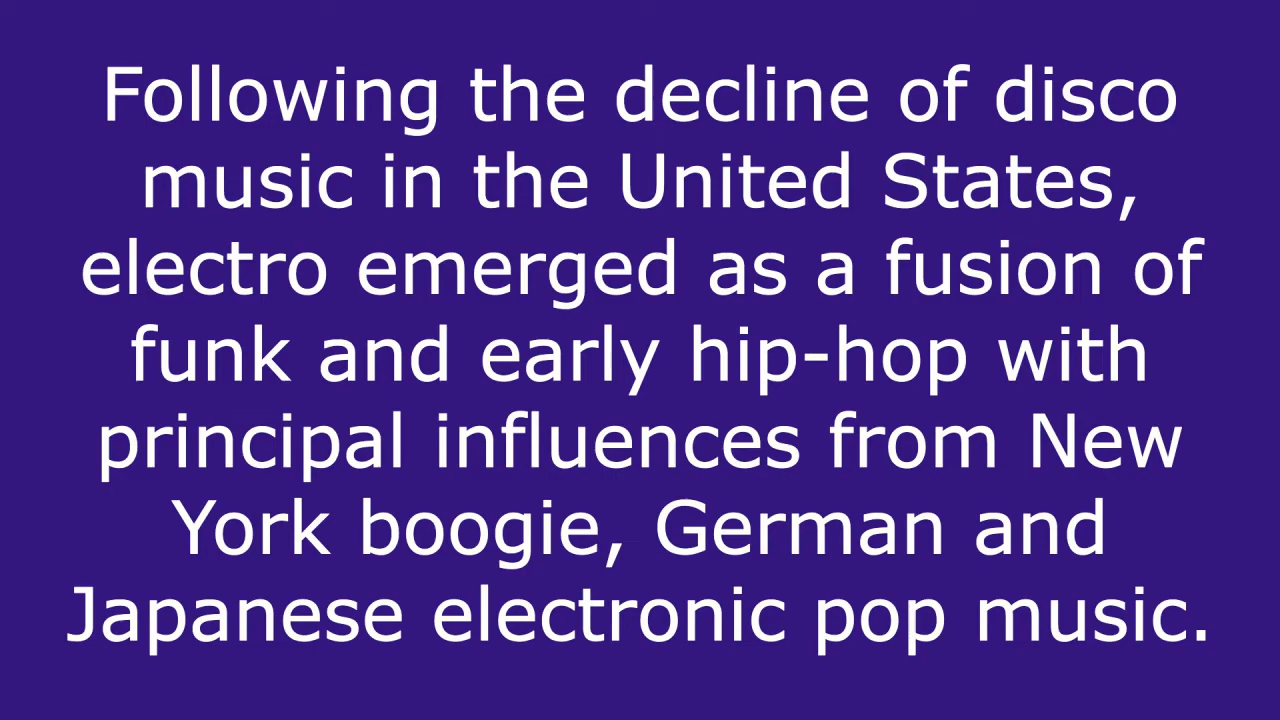 Following the decline of disco
music in the United States,
electro emerged as a fusion of
funk and early hip-hop with
principal influences from New
York boogie, German and
Japanese electronic pop music.